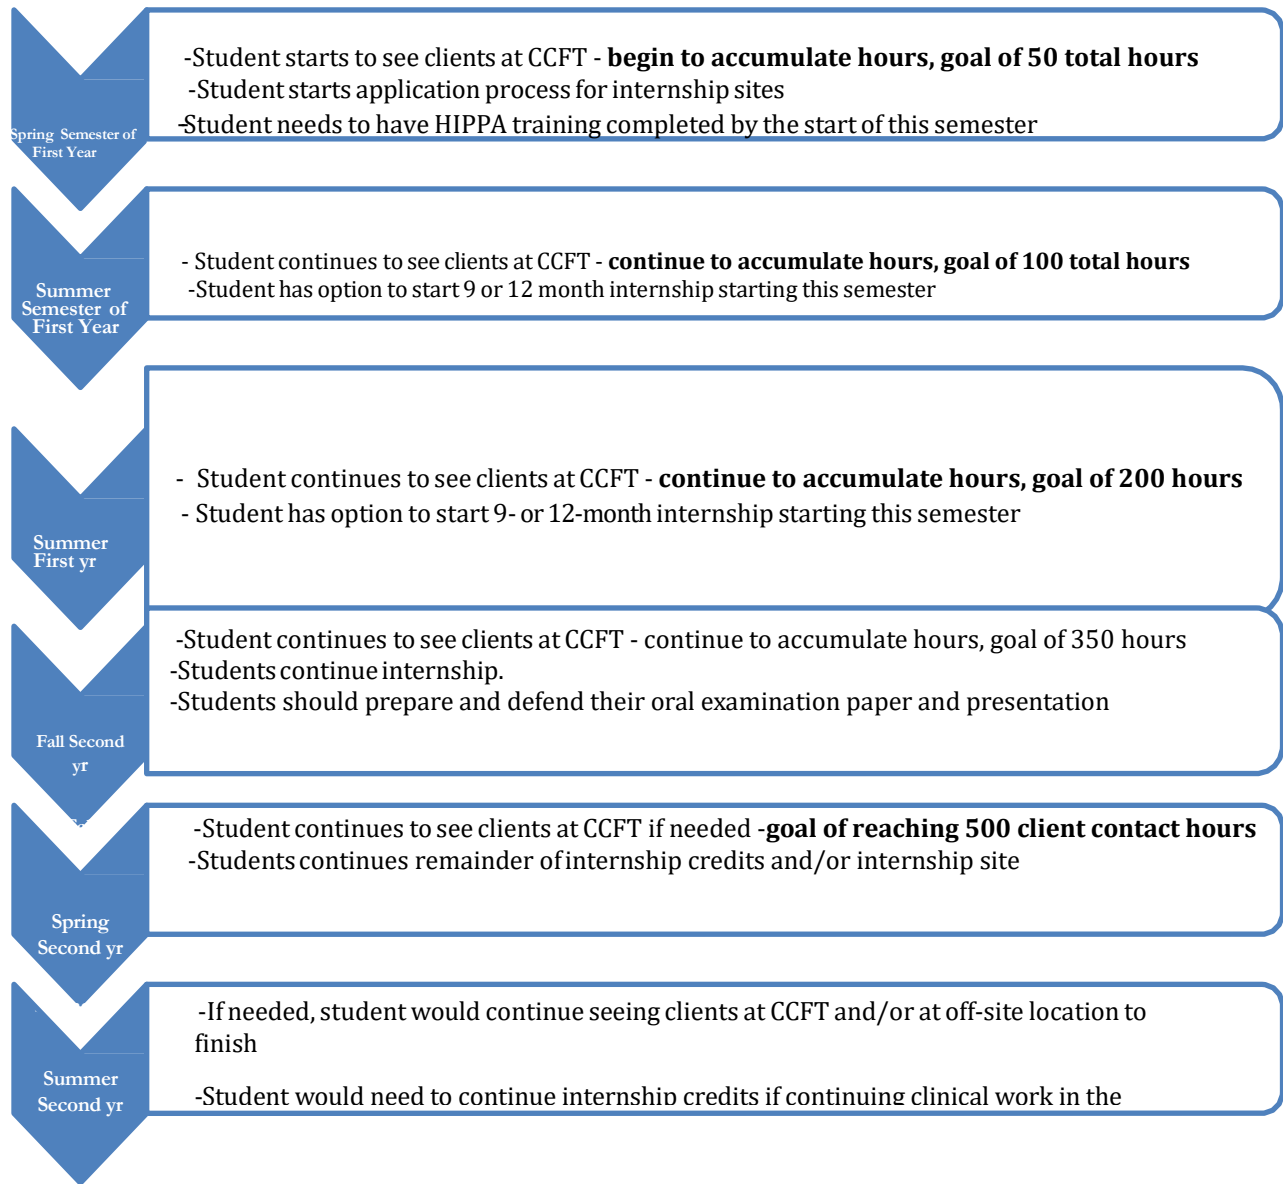 Spring Semester of
First Year
-Student starts to see clients at CCFT - begin to accumulate hours, goal of 50 total hours
-Student starts application process for internship sites
-Student needs to have HIPPA training completed by the start of this semester
Summer
Semester of
First Year
- Student continues to see clients at CCFT - continue to accumulate hours, goal of 100 total hours
-Student has option to start 9 or 12 month internship starting this semester
Summer
First yr
- Student continues to see clients at CCFT - continue to accumulate hours, goal of 200 hours
- Student has option to start 9- or 12-month internship starting this semester
Fall Second
yr
-Student continues to see clients at CCFT - continue to accumulate hours, goal of 350 hours
-Students continue internship.
-Students should prepare and defend their oral examination paper and presentation
Spring
Second yr
-Student continues to see clients at CCFT if needed -goal of reaching 500 client contact hours
-Students continues remainder of internship credits and/or internship site
Summer
Second yr
-If needed, student would continue seeing clients at CCFT and/or at off-site location to
finish
-Student would need to continue internship credits if continuing clinical work in the